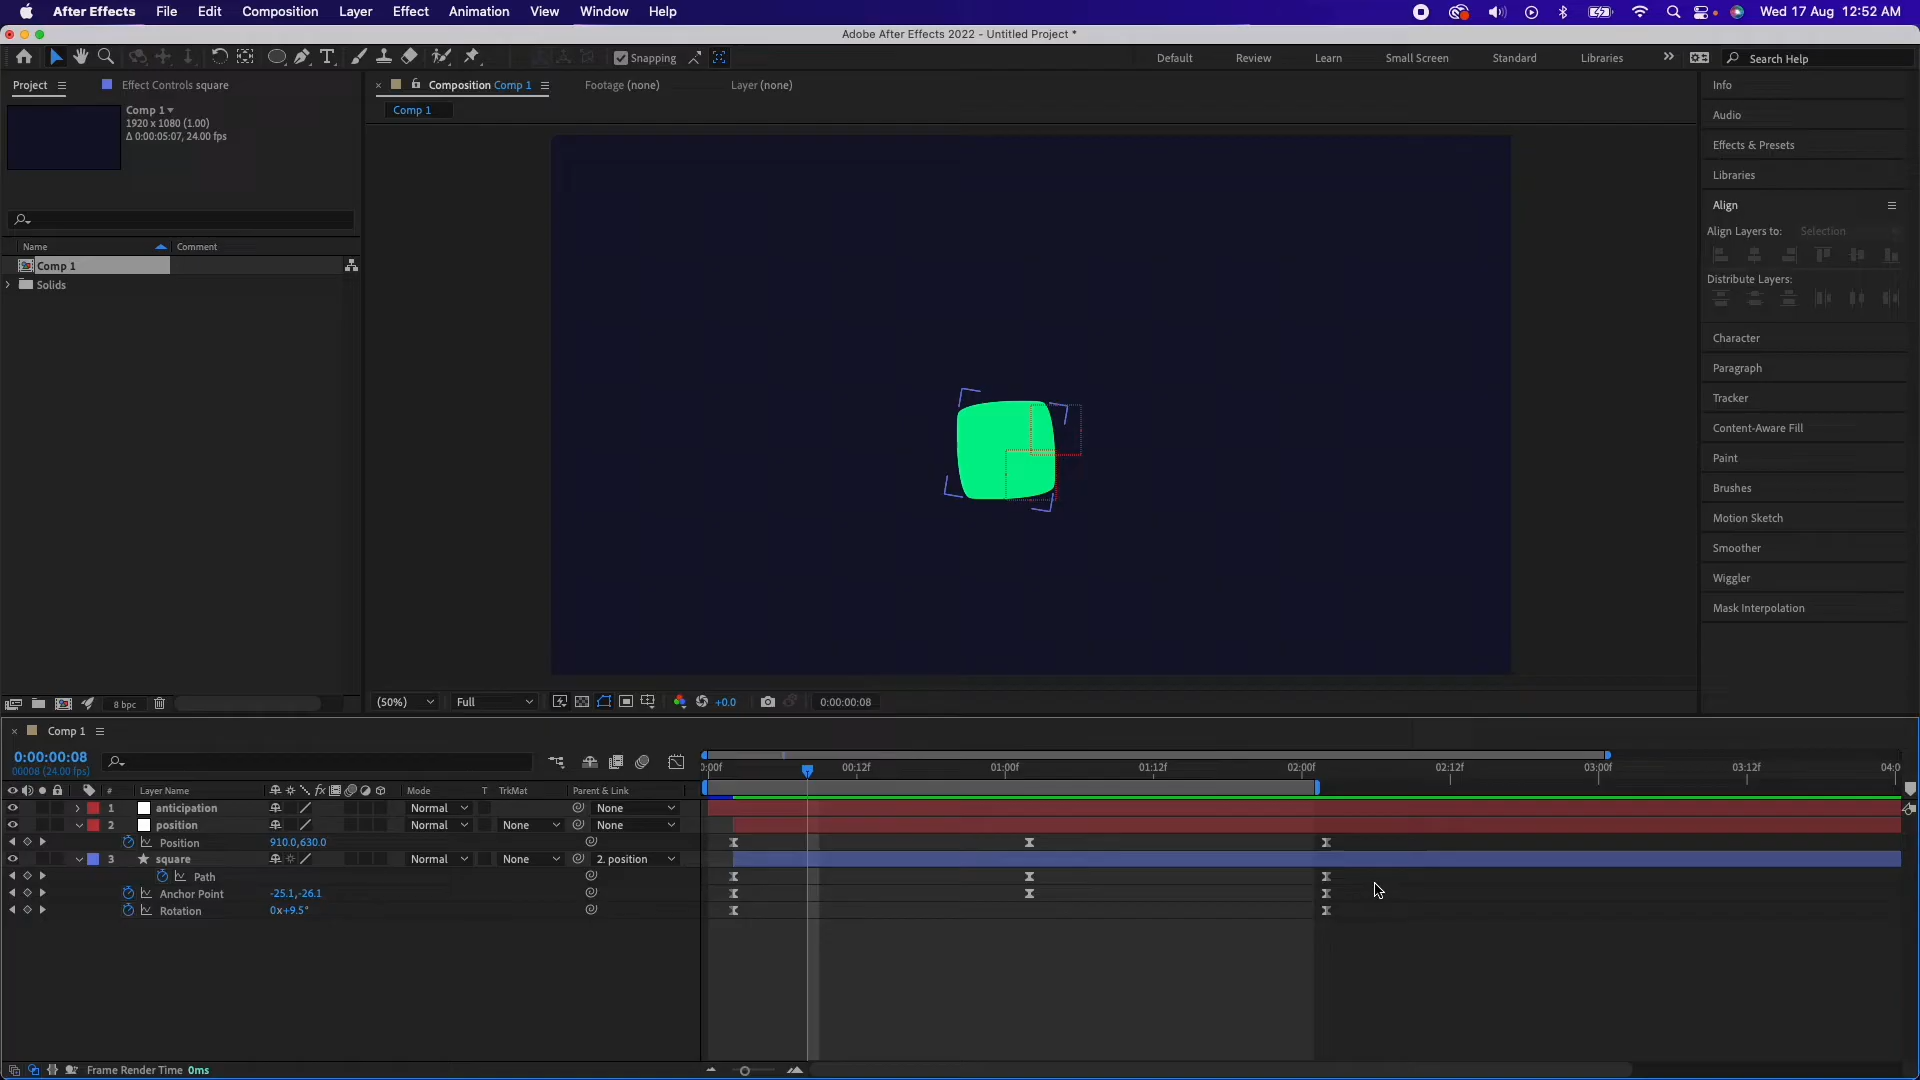 After Effects File Edit Composition Layer Effect Animation View Window Help Wed 17 Aug 12:52 AM
Adobe After Effects 2022 - Untitled Project *
Snapping Default Review Learn Small Screen Standard Libraries Search Help
Project Effect Controls square Composition Comp 1 Footage (none) Layer (none) Info
Comp 1
1920 x 1080 (1.00)
Δ 0:00:05:07, 24.00 fps
Comp 1
Audio
Effects & Presets
Libraries
Align
Align Layers to: Selection
Distribute Layers:
Name Comment
Comp 1
Solids
Character
Paragraph
Tracker
Content-Aware Fill
Paint
Brushes
Motion Sketch
Smoother
Wiggler
Mask Interpolation
8 bpc (50%) Full +0.0 0:00:00:08
Comp 1
0:00:00:08
00008 (24.00 fps)
0:00f 00:12f 01:00f 01:12f 02:00f 02:12f 03:00f 03:12f 04:0
# Layer Name Mode T TrkMat Parent & Link
1 anticipation Normal None
2 position Normal None None
Position 910.0,630.0
3 square Normal None 2. position
Path
Anchor Point -25.1,-26.1
Rotation 0x+9.5°
Frame Render Time 0ms